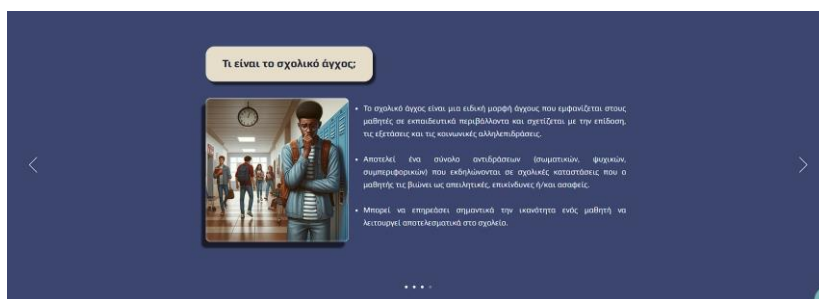 Τι είναι το σχολικό άγχος;
• Το σχολικό άγχος είναι μια ειδική μορφή άγχους που εμφανίζεται στους
μαθητές σε εκπαιδευτικά περιβάλλοντα και σχετίζεται με την επίδοση,
τις εξετάσεις και τις κοινωνικές αλληλεπιδράσεις.
• Αποτελεί ένα σύνολο αντιδράσεων (σωματικών, ψυχικών,
συμπεριφορικών) που εκδηλώνονται σε σχολικές καταστάσεις που ο
μαθητής τις βιώνει ως απειλητικές, επικίνδυνες ή/και ασαφείς.
• Μπορεί να επηρεάσει σημαντικά την ικανότητα ενός μαθητή να
λειτουργεί αποτελεσματικά στο σχολείο.